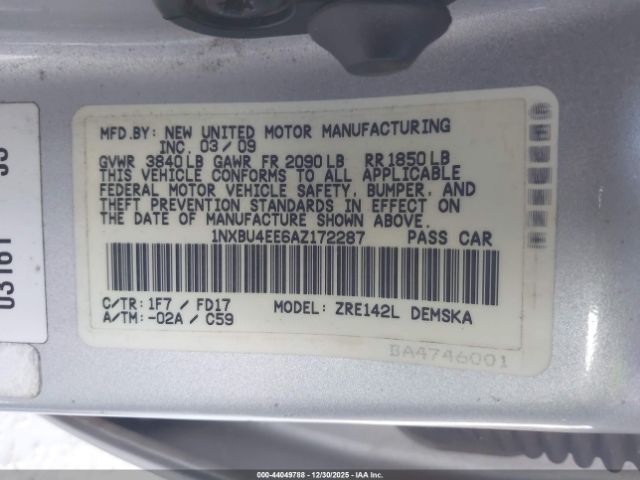 MFD.BY: NEW UNITED MOTOR MANUFACTURING
INC. 03/09
GVWR 3840LB GAWR FR 2090LB RR1850LB
THIS VEHICLE CONFORMS TO ALL APPLICABLE
FEDERAL MOTOR VEHICLE SAFETY, BUMPER, AND
THEFT PREVENTION STANDARDS IN EFFECT ON
THE DATE OF MANUFACTURE SHOWN ABOVE.
1NXBU4EE6AZ172287 PASS CAR
C/TR: 1F7 / FD17 MODEL: ZRE142L DEMSKA
A/TM: -02A / C59
BA4746001
--000-44049788 - 12/30/2025 - IAA Inc.